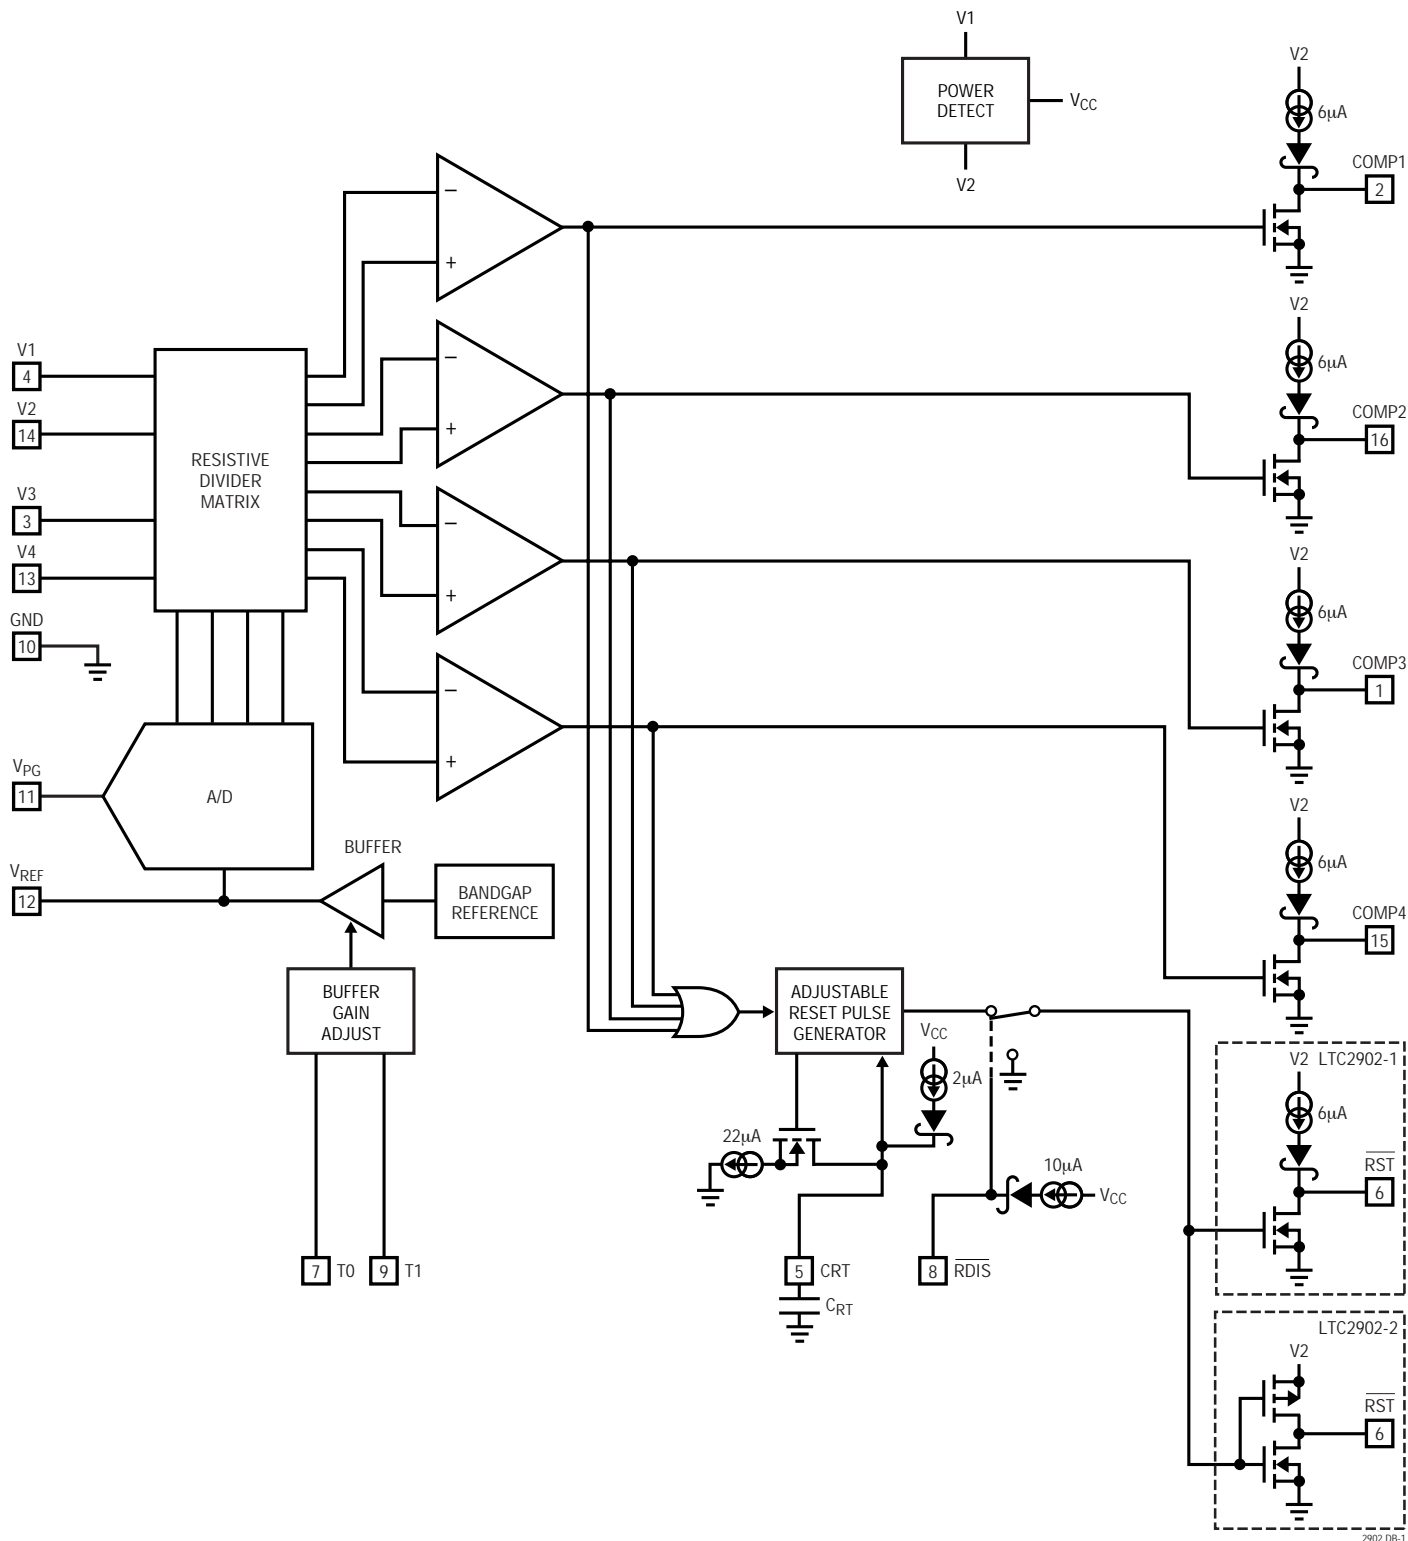 V1
POWER
DETECT
VCC
V2
V2
6µA
COMP1
2
−
+
V2
6µA
COMP2
16
−
+
V1
4
V2
14
V3
3
V4
13
GND
10
RESISTIVE
DIVIDER
MATRIX
−
+
V2
6µA
COMP3
1
−
+
VPG
11
A/D
VREF
12
BUFFER
BANDGAP
REFERENCE
V2
6µA
COMP4
15
BUFFER
GAIN
ADJUST
ADJUSTABLE
RESET PULSE
GENERATOR
VCC
2µA
22µA
10µA
VCC
7 T0
9 T1
5 CRT
CRT
8 RDIS
V2 LTC2902-1
6µA
RST
6
LTC2902-2
V2
RST
6
2902 DB-1